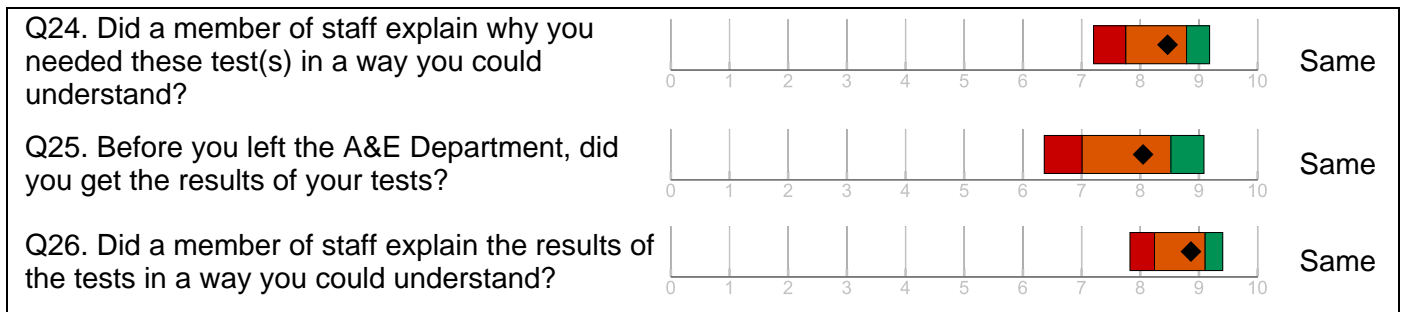 Q24. Did a member of staff explain why you
needed these test(s) in a way you could
understand?
0 1 2 3 4 5 6 7 8 9 10
Same
Q25. Before you left the A&E Department, did
you get the results of your tests?
0 1 2 3 4 5 6 7 8 9 10
Same
Q26. Did a member of staff explain the results of
the tests in a way you could understand?
0 1 2 3 4 5 6 7 8 9 10
Same